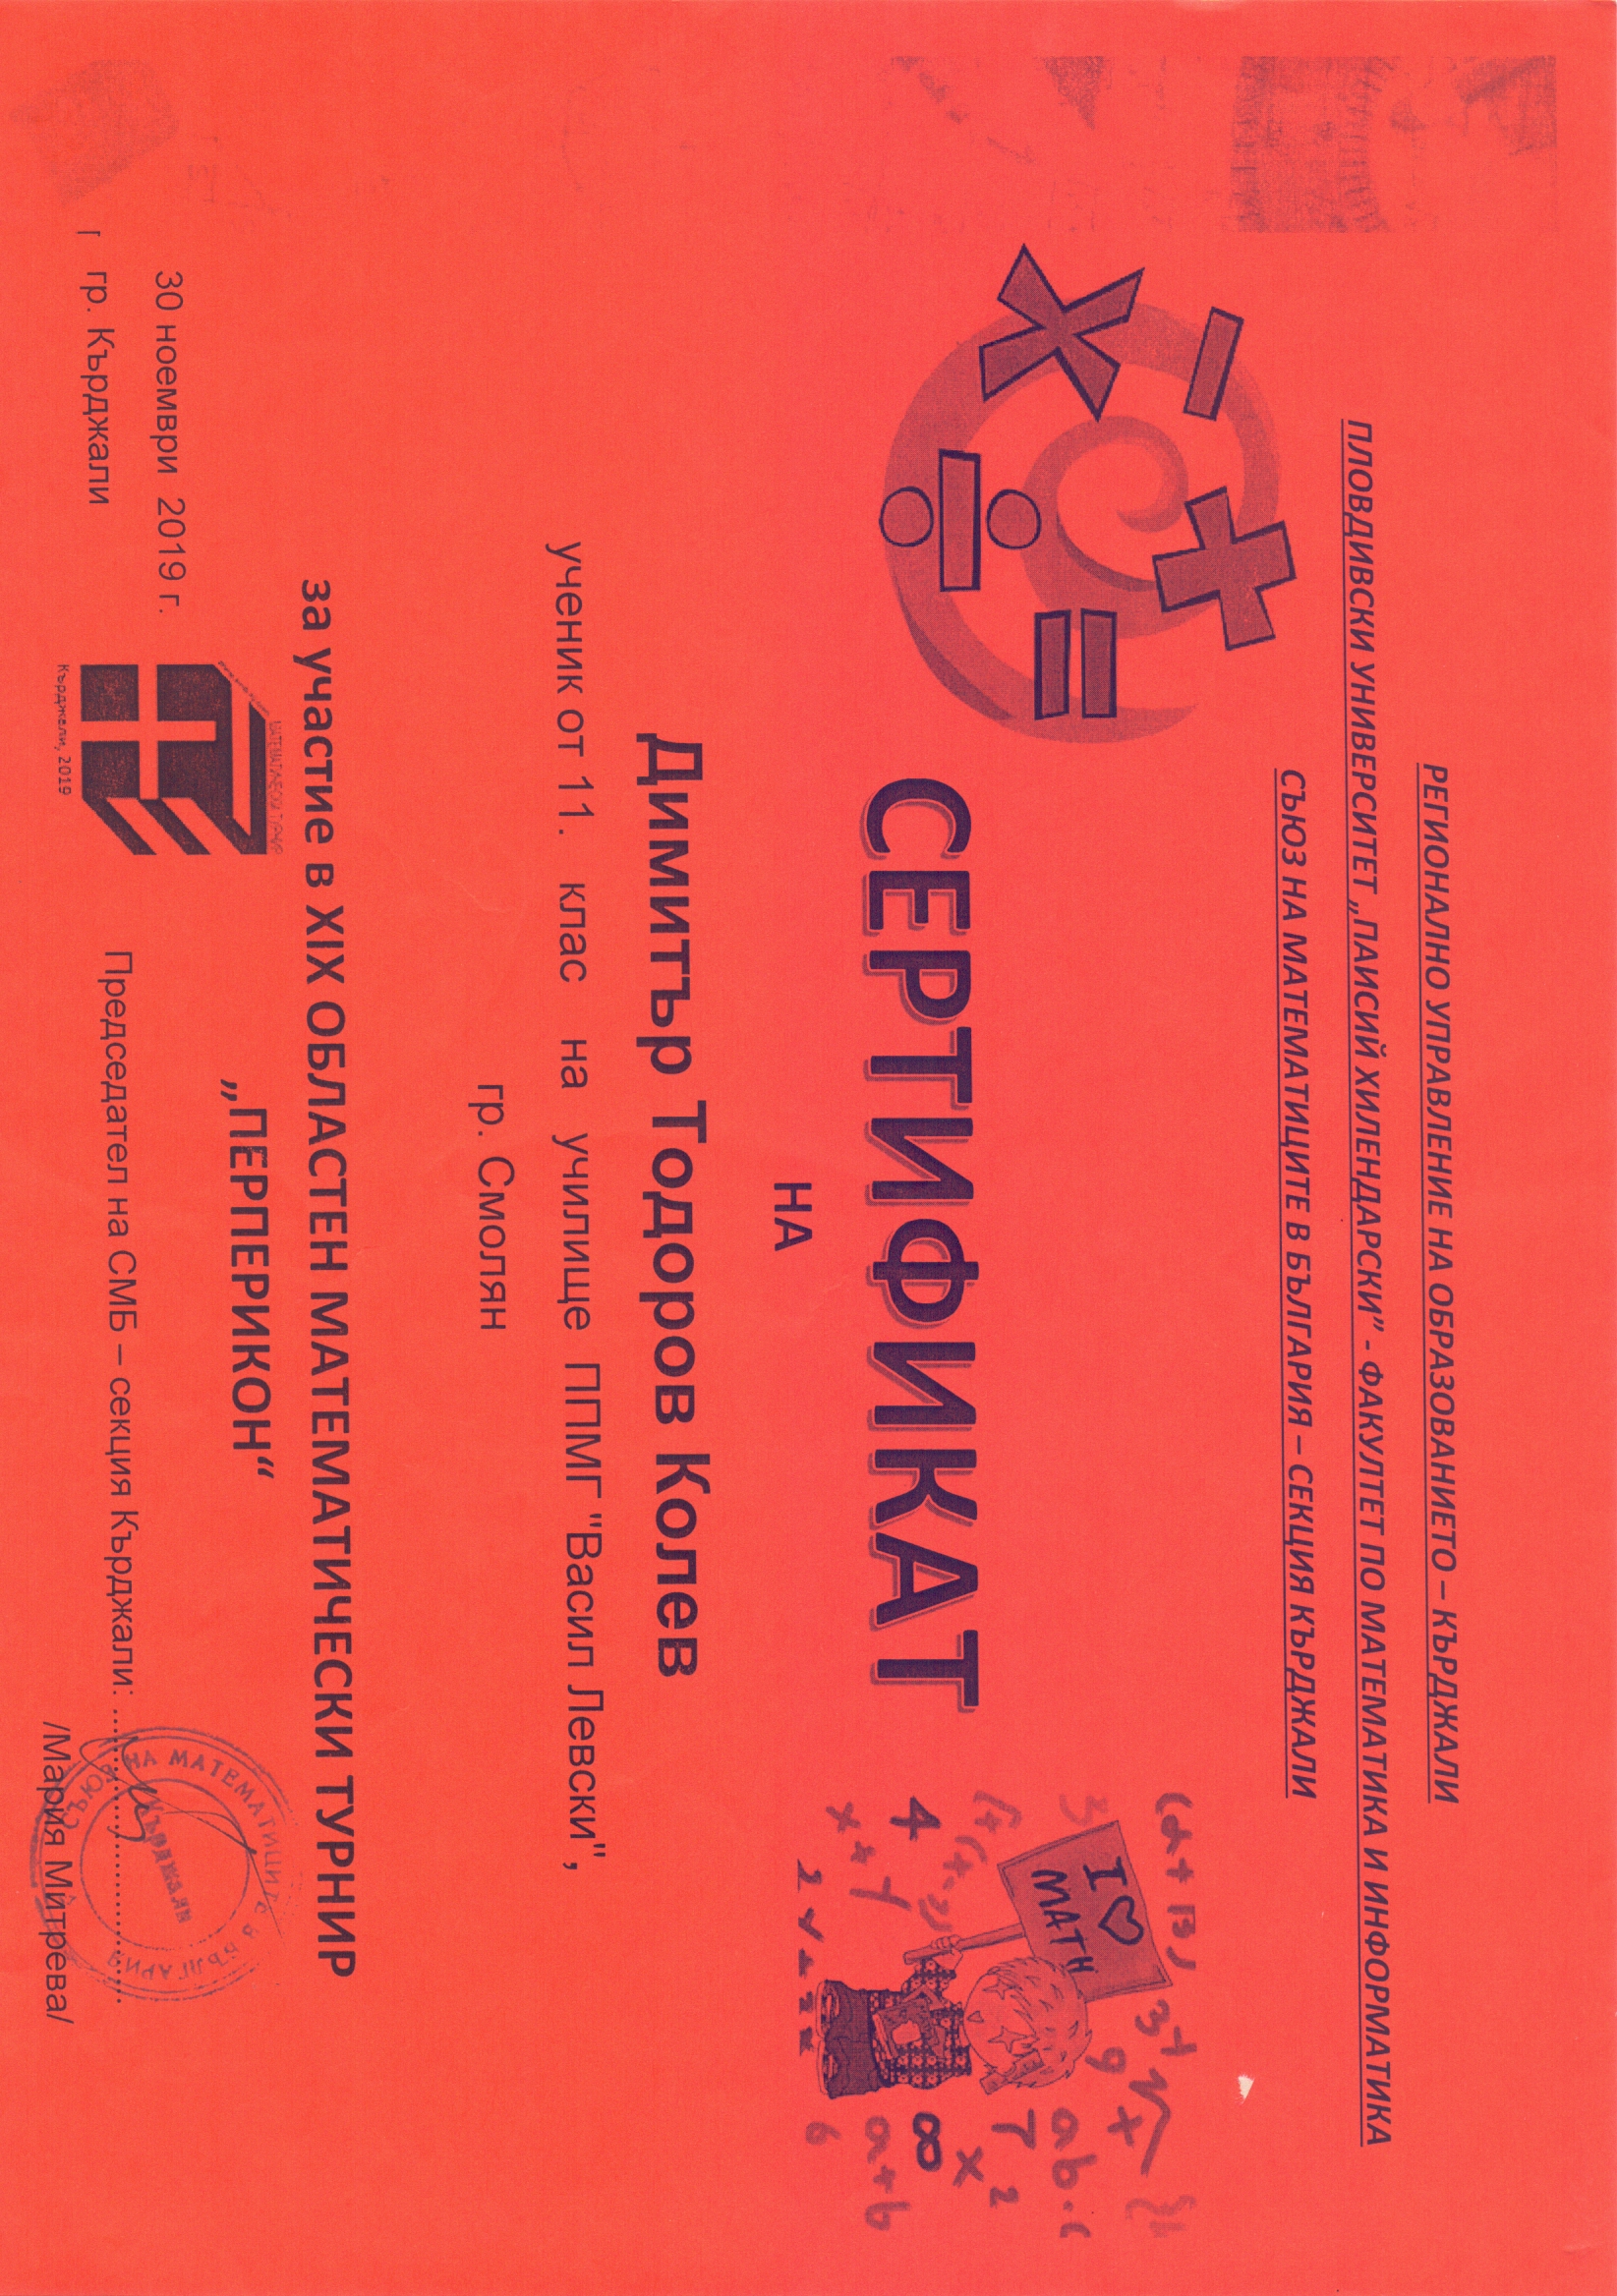 РЕГИОНАЛНО УПРАВЛЕНИЕ НА ОБРАЗОВАНИЕТО – КЪРДЖАЛИ
ПЛОВДИВСКИ УНИВЕРСИТЕТ „ПАИСИЙ ХИЛЕНДАРСКИ” - ФАКУЛТЕТ ПО МАТЕМАТИКА И ИНФОРМАТИКА
СЪЮЗ НА МАТЕМАТИЦИТЕ В БЪЛГАРИЯ – СЕКЦИЯ КЪРДЖАЛИ
I ♡
MATH
СЕРТИФИКАТ
НА
Димитър Тодоров Колев
ученик от 11. клас на училище ППМГ "Васил Левски",
гр. Смолян
за участие в XIX ОБЛАСТЕН МАТЕМАТИЧЕСКИ ТУРНИР
„ПЕРПЕРИКОН“
МАТЕМАТИЧЕСКИ ТУРНИР
Кърджали, 2019
30 ноември 2019 г.
гр. Кърджали
Председател на СМБ – секция Кърджали: ..............................
/Мария Митрева/
СЪЮЗ НА МАТЕМАТИЦИТЕ В БЪЛГАРИЯ
Кърджали